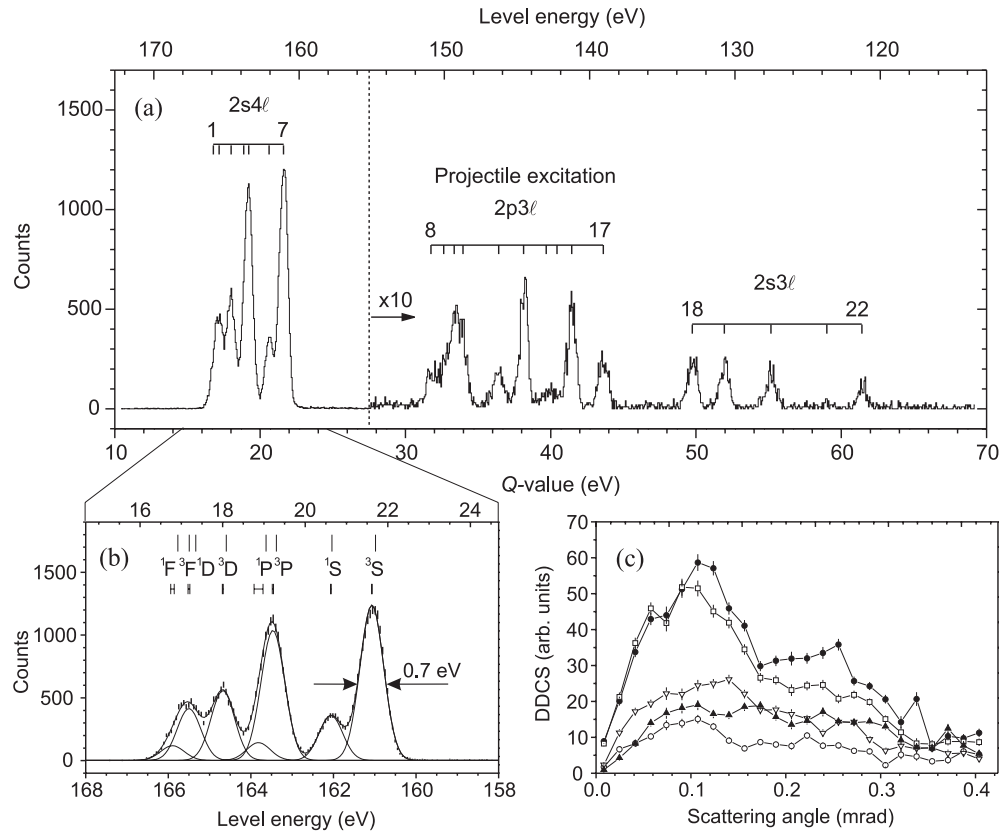 Level energy (eV)
170 160 150 140 130 120
(a)
2s4ℓ
1 7
Projectile excitation
2p3ℓ
8 17
2s3ℓ
18 22
x10
Counts
1500
1000
500
0
10 20 30 40 50 60 70
Q-value (eV)
16 18 20 22 24
(b)
¹F ³F ¹D ³D ¹P ³P ¹S ³S
0.7 eV
Counts
1500
1000
500
0
168 166 164 162 160 158
Level energy (eV)
(c)
DDCS (arb. units)
70
60
50
40
30
20
10
0
0.0 0.1 0.2 0.3 0.4
Scattering angle (mrad)